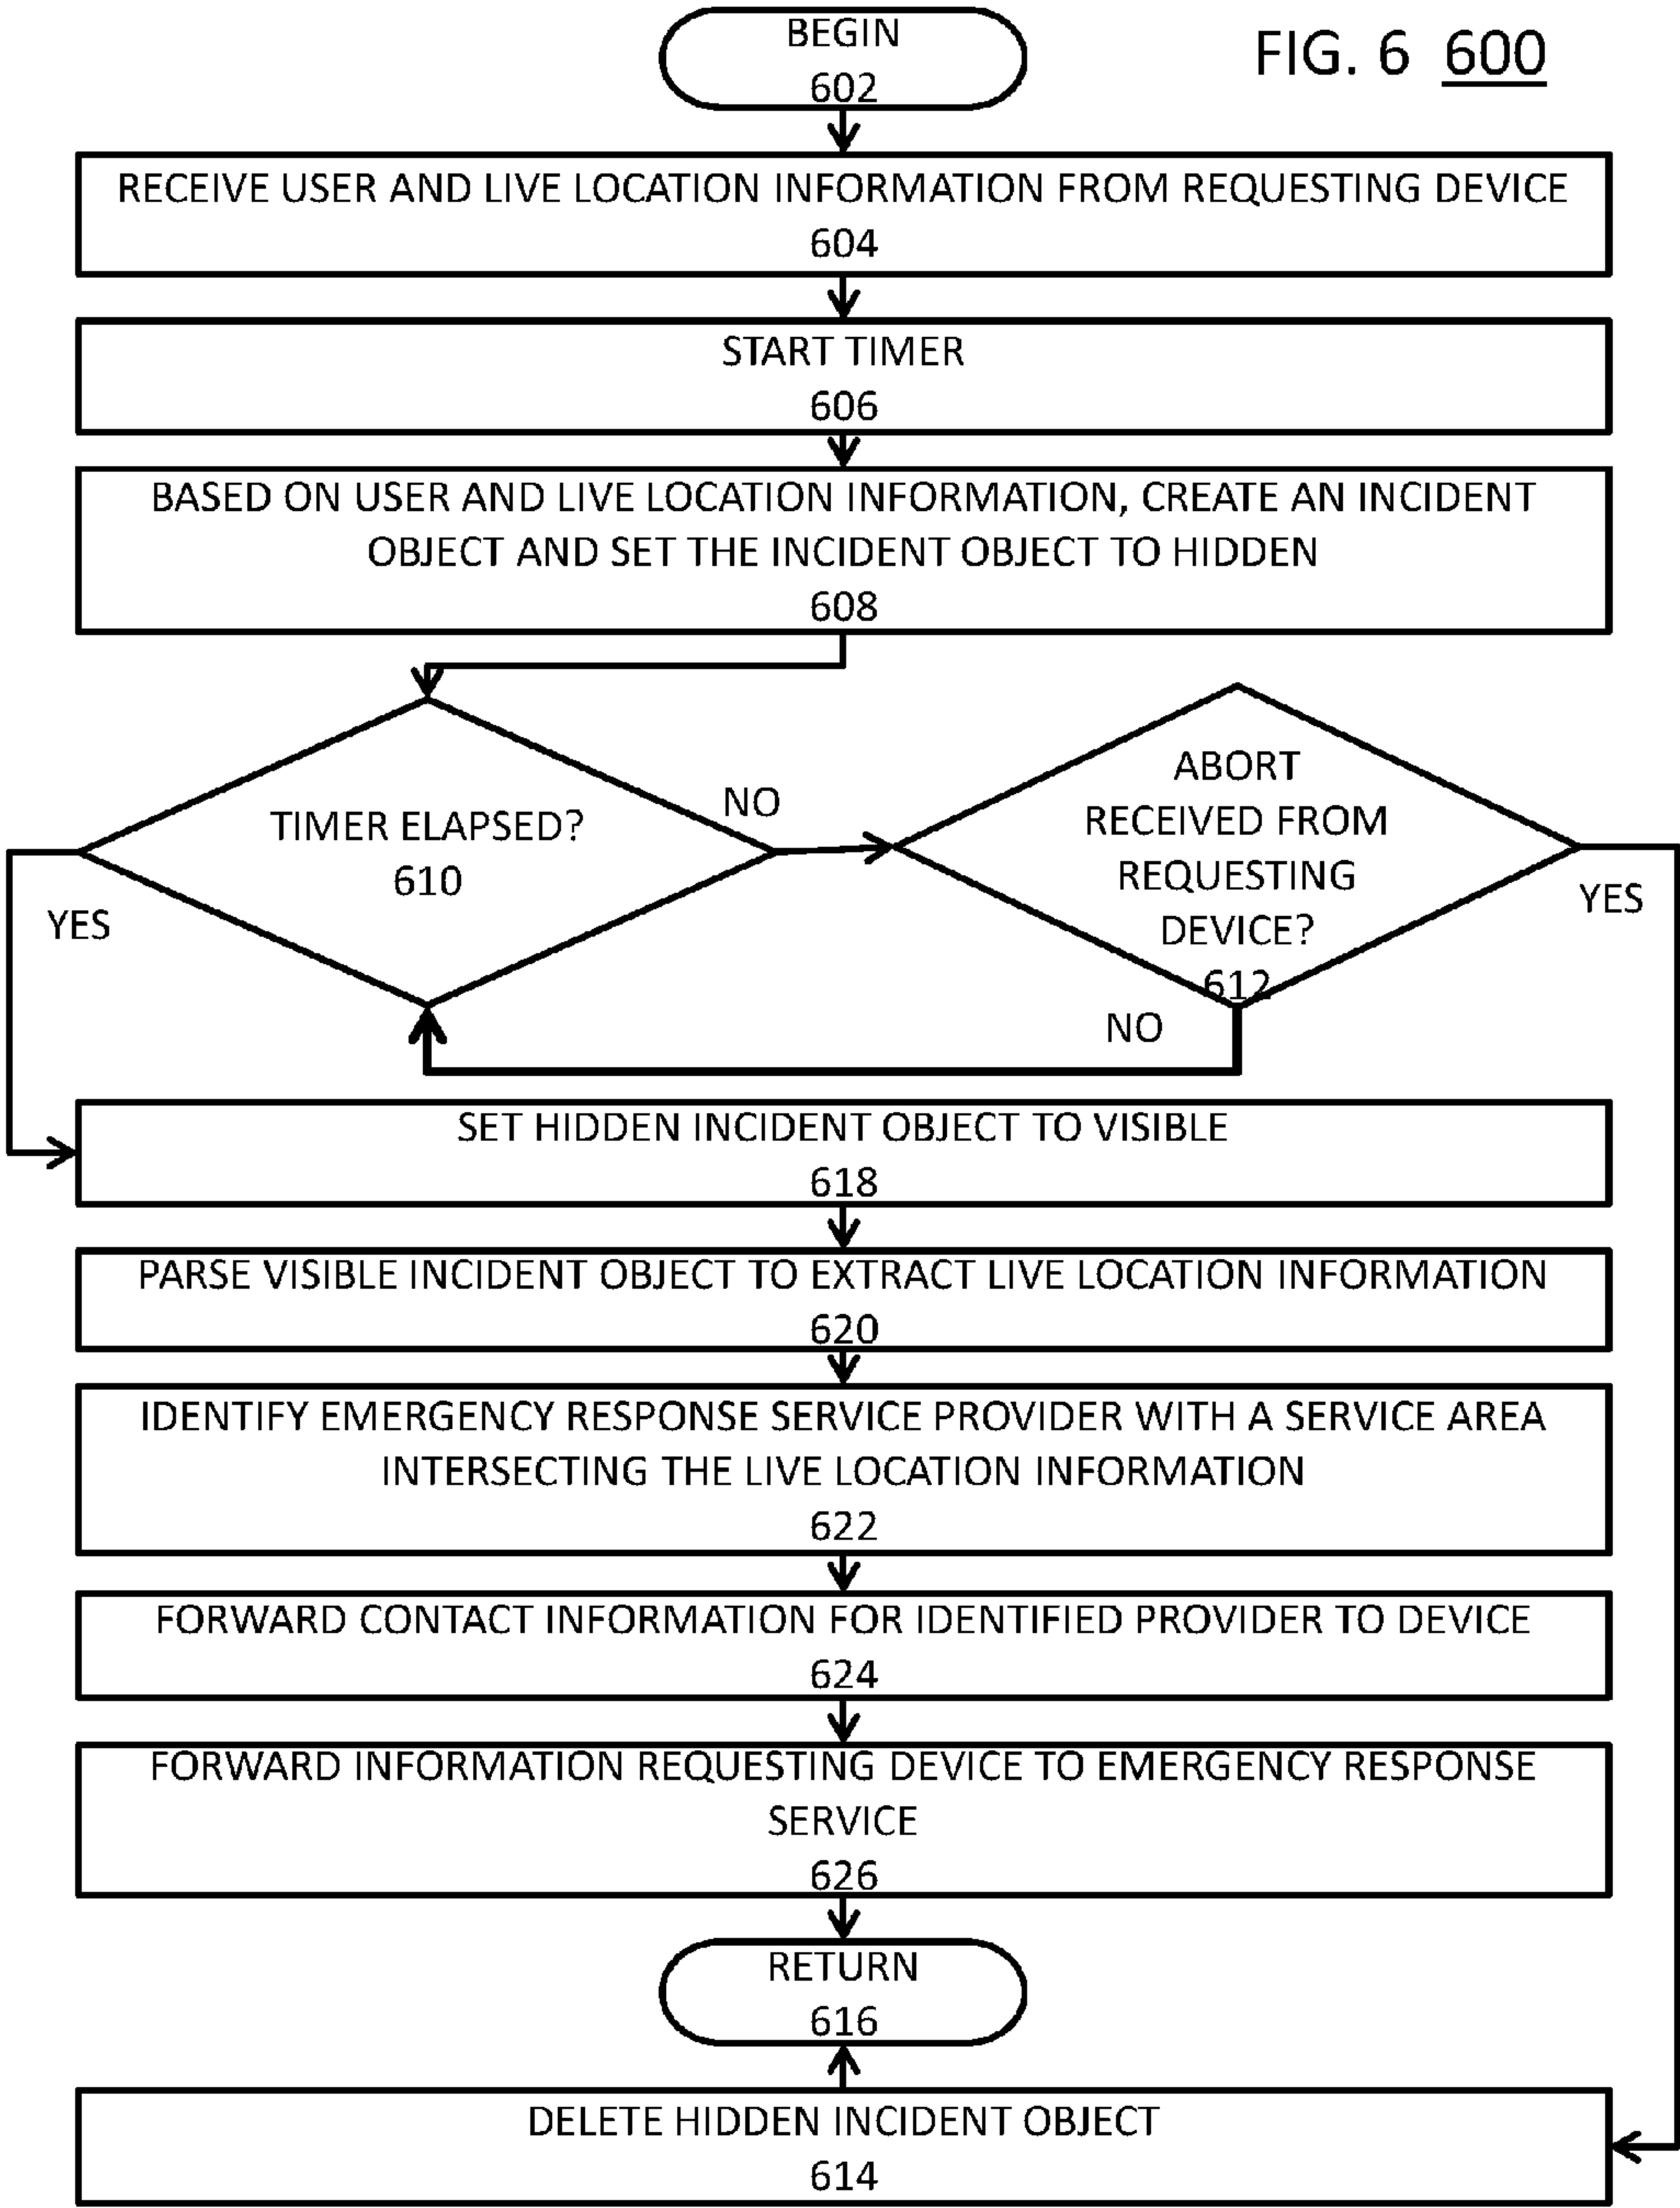 BEGIN
602
FIG. 6 600
RECEIVE USER AND LIVE LOCATION INFORMATION FROM REQUESTING DEVICE
604
START TIMER
606
BASED ON USER AND LIVE LOCATION INFORMATION, CREATE AN INCIDENT
OBJECT AND SET THE INCIDENT OBJECT TO HIDDEN
608
TIMER ELAPSED?
610
YES
NO
ABORT
RECEIVED FROM
REQUESTING
DEVICE?
612
YES
NO
SET HIDDEN INCIDENT OBJECT TO VISIBLE
618
PARSE VISIBLE INCIDENT OBJECT TO EXTRACT LIVE LOCATION INFORMATION
620
IDENTIFY EMERGENCY RESPONSE SERVICE PROVIDER WITH A SERVICE AREA
INTERSECTING THE LIVE LOCATION INFORMATION
622
FORWARD CONTACT INFORMATION FOR IDENTIFIED PROVIDER TO DEVICE
624
FORWARD INFORMATION REQUESTING DEVICE TO EMERGENCY RESPONSE
SERVICE
626
RETURN
616
DELETE HIDDEN INCIDENT OBJECT
614